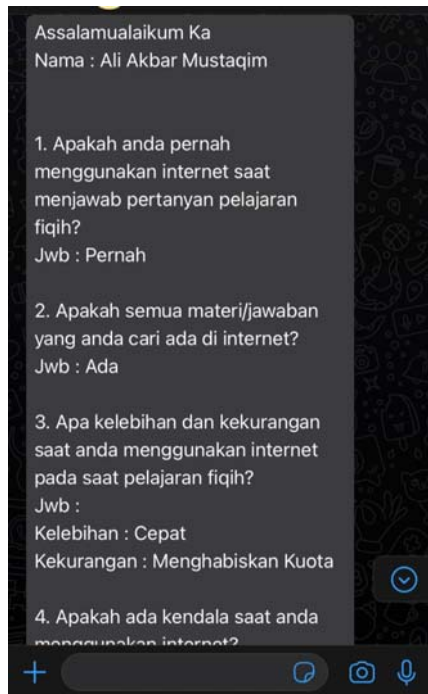 Assalamualaikum Ka
Nama : Ali Akbar Mustaqim
1. Apakah anda pernah
menggunakan internet saat
menjawab pertanyan pelajaran
fiqih?
Jwb : Pernah
2. Apakah semua materi/jawaban
yang anda cari ada di internet?
Jwb : Ada
3. Apa kelebihan dan kekurangan
saat anda menggunakan internet
pada saat pelajaran fiqih?
Jwb :
Kelebihan : Cepat
Kekurangan : Menghabiskan Kuota
4. Apakah ada kendala saat anda
menggunakan internet?